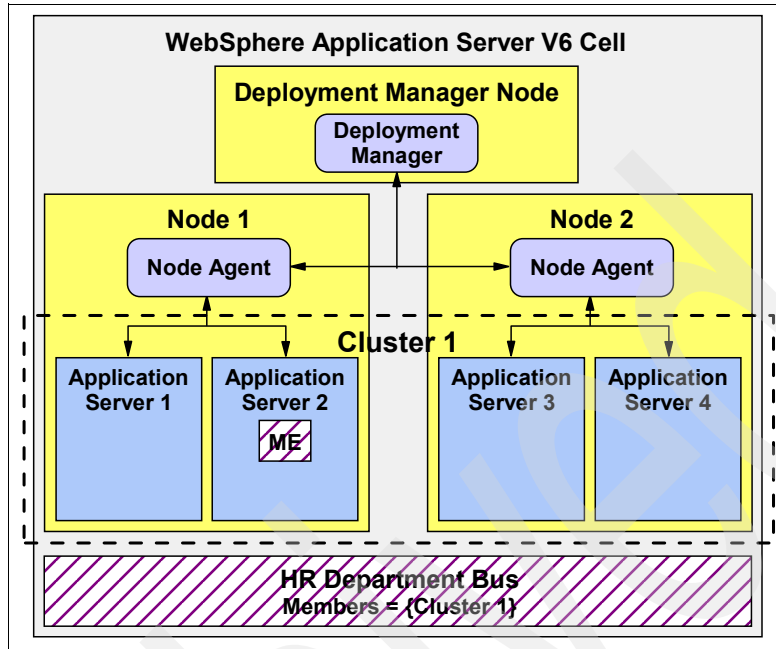 WebSphere Application Server V6 Cell
Deployment Manager Node
Deployment
Manager
Node 1
Node 2
Node Agent
Node Agent
Cluster 1
Application
Server 1
Application
Server 2
ME
Application
Server 3
Application
Server 4
HR Department Bus
Members = {Cluster 1}